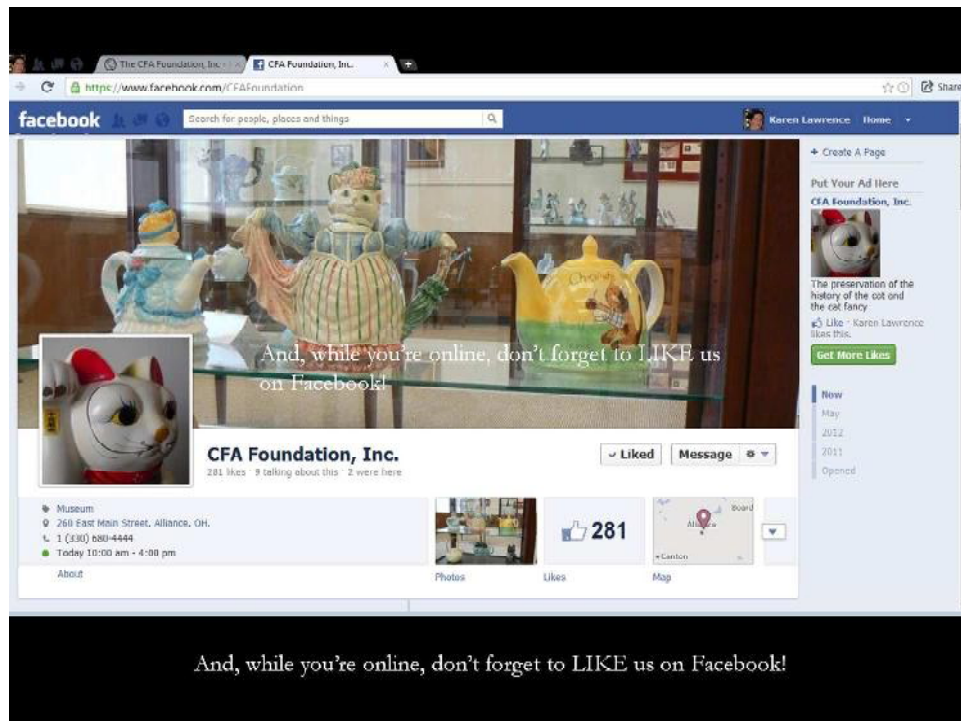 The CFA Foundation, Inc.
CFA Foundation, Inc.
https://www.facebook.com/CFAFoundation
Share
facebook
Search for people, places and things
Karen Lawrence Home
Create A Page
Put Your Ad Here
CFA Foundation, Inc.
The preservation of the
history of the cat and
the cat fancy
Like · Karen Lawrence
likes this.
Get More Likes
Now
May
2012
2011
Opened
And, while you're online, don't forget to LIKE us
on Facebook!
CFA Foundation, Inc.
281 likes · 9 talking about this · 2 were here
Liked
Message
Museum
260 East Main Street, Alliance, OH.
1 (330) 680-4444
Today 10:00 am - 4:00 pm
About
Photos
281
Likes
Board
Alliance
Canton
Map
And, while you're online, don't forget to LIKE us on Facebook!